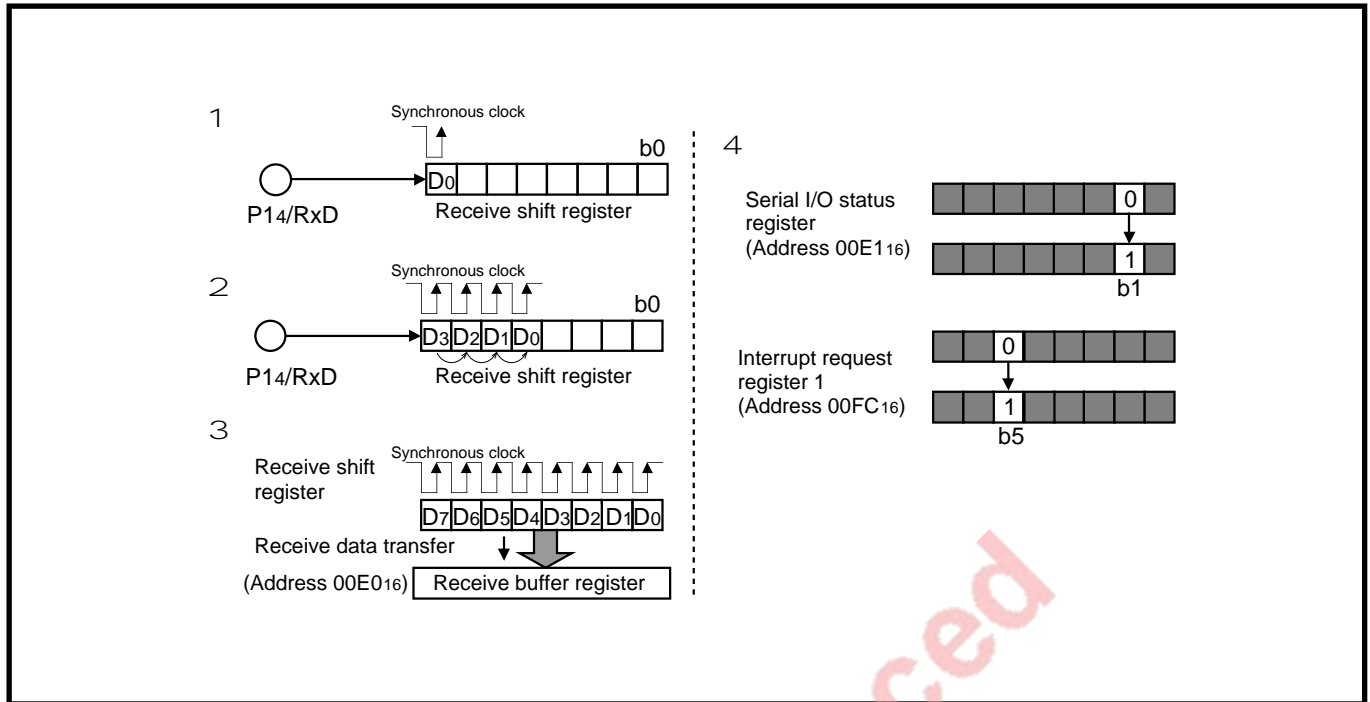 1
Synchronous clock
b0
D0
P14/RxD
Receive shift register
2
Synchronous clock
b0
D3 D2 D1 D0
P14/RxD
Receive shift register
3
Receive shift
register
Synchronous clock
D7 D6 D5 D4 D3 D2 D1 D0
Receive data transfer
(Address 00E016)
Receive buffer register
4
Serial I/O status
register
(Address 00E116)
0
1
b1
Interrupt request
register 1
(Address 00FC16)
0
1
b5
ced